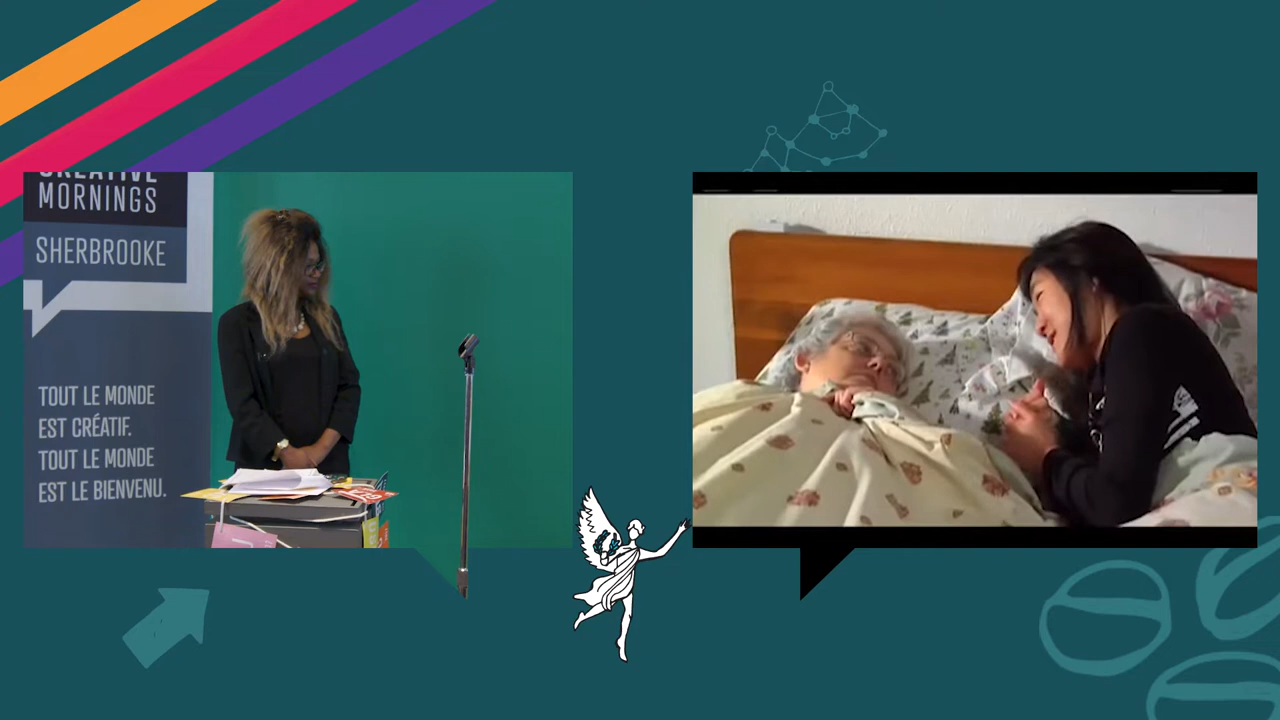 CREATIVE
MORNINGS
SHERBROOKE
TOUT LE MONDE
EST CRÉATIF.
TOUT LE MONDE
EST LE BIENVENU.